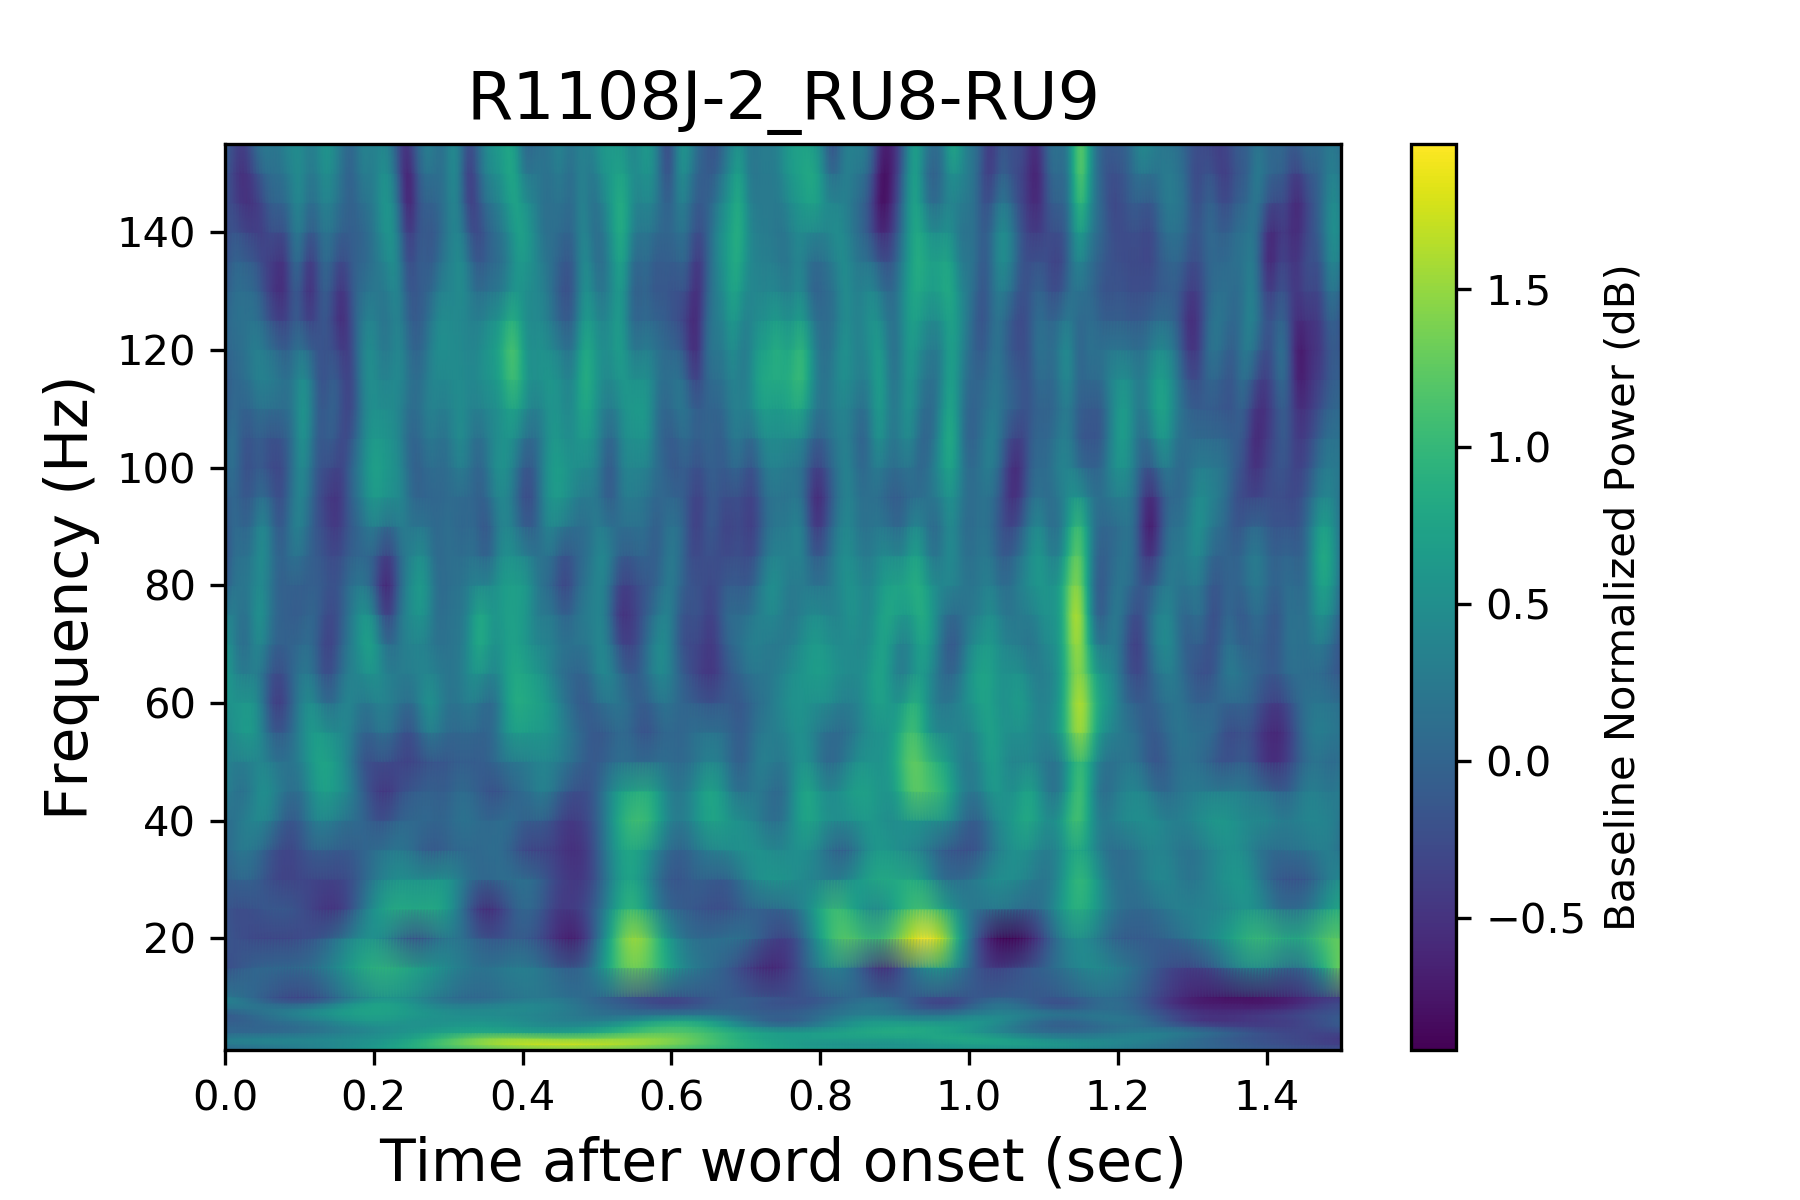 R1108J-2_RU8-RU9
140
120
100
80
60
40
20
Frequency (Hz)
0.0 0.2 0.4 0.6 0.8 1.0 1.2 1.4
Time after word onset (sec)
1.5
1.0
0.5
0.0
−0.5
Baseline Normalized Power (dB)